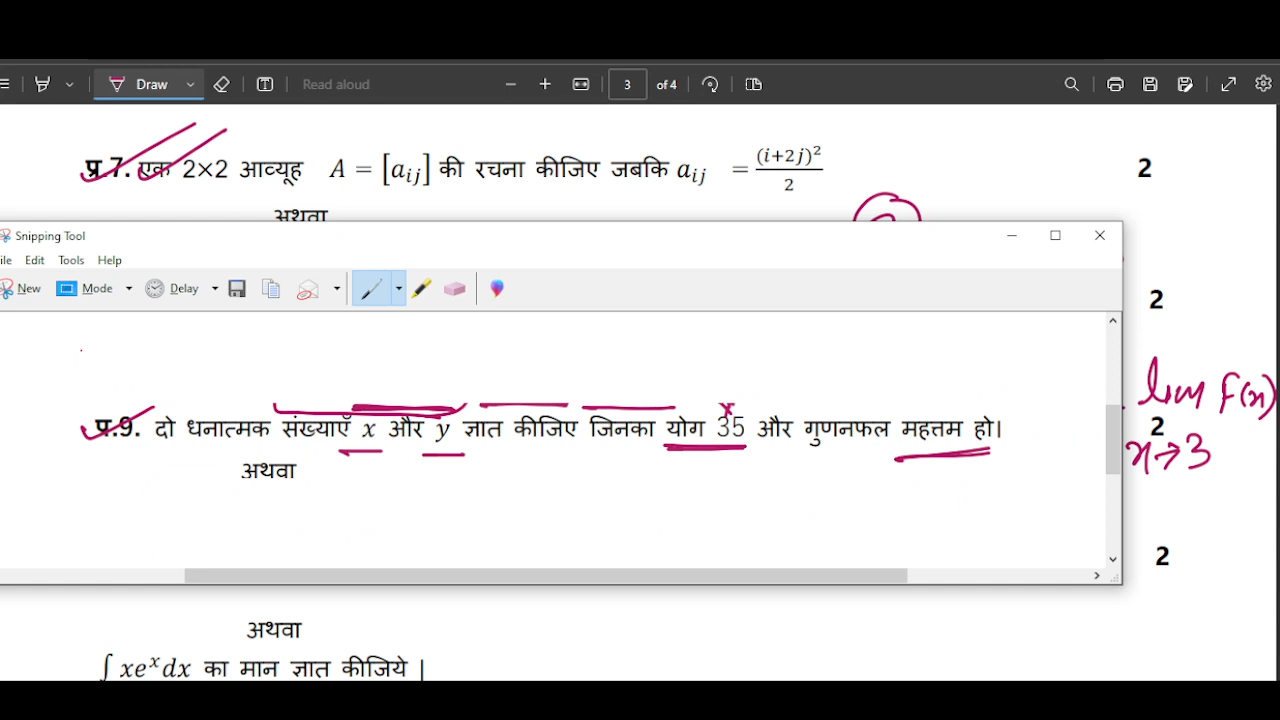 Draw
Read aloud
3 of 4
प्र.7. एक 2×2 आव्यूह A = [aij] की रचना कीजिए जबकि aij = (i+2j)²/2
2
अथवा
Snipping Tool
ile Edit Tools Help
New Mode Delay
2
lim f(x)
x→3
प्र.9. दो धनात्मक संख्याएँ x और y ज्ञात कीजिए जिनका योग 35 और गुणनफल महत्तम हो।
2
अथवा
2
अथवा
∫ xeˣdx का मान ज्ञात कीजिये |